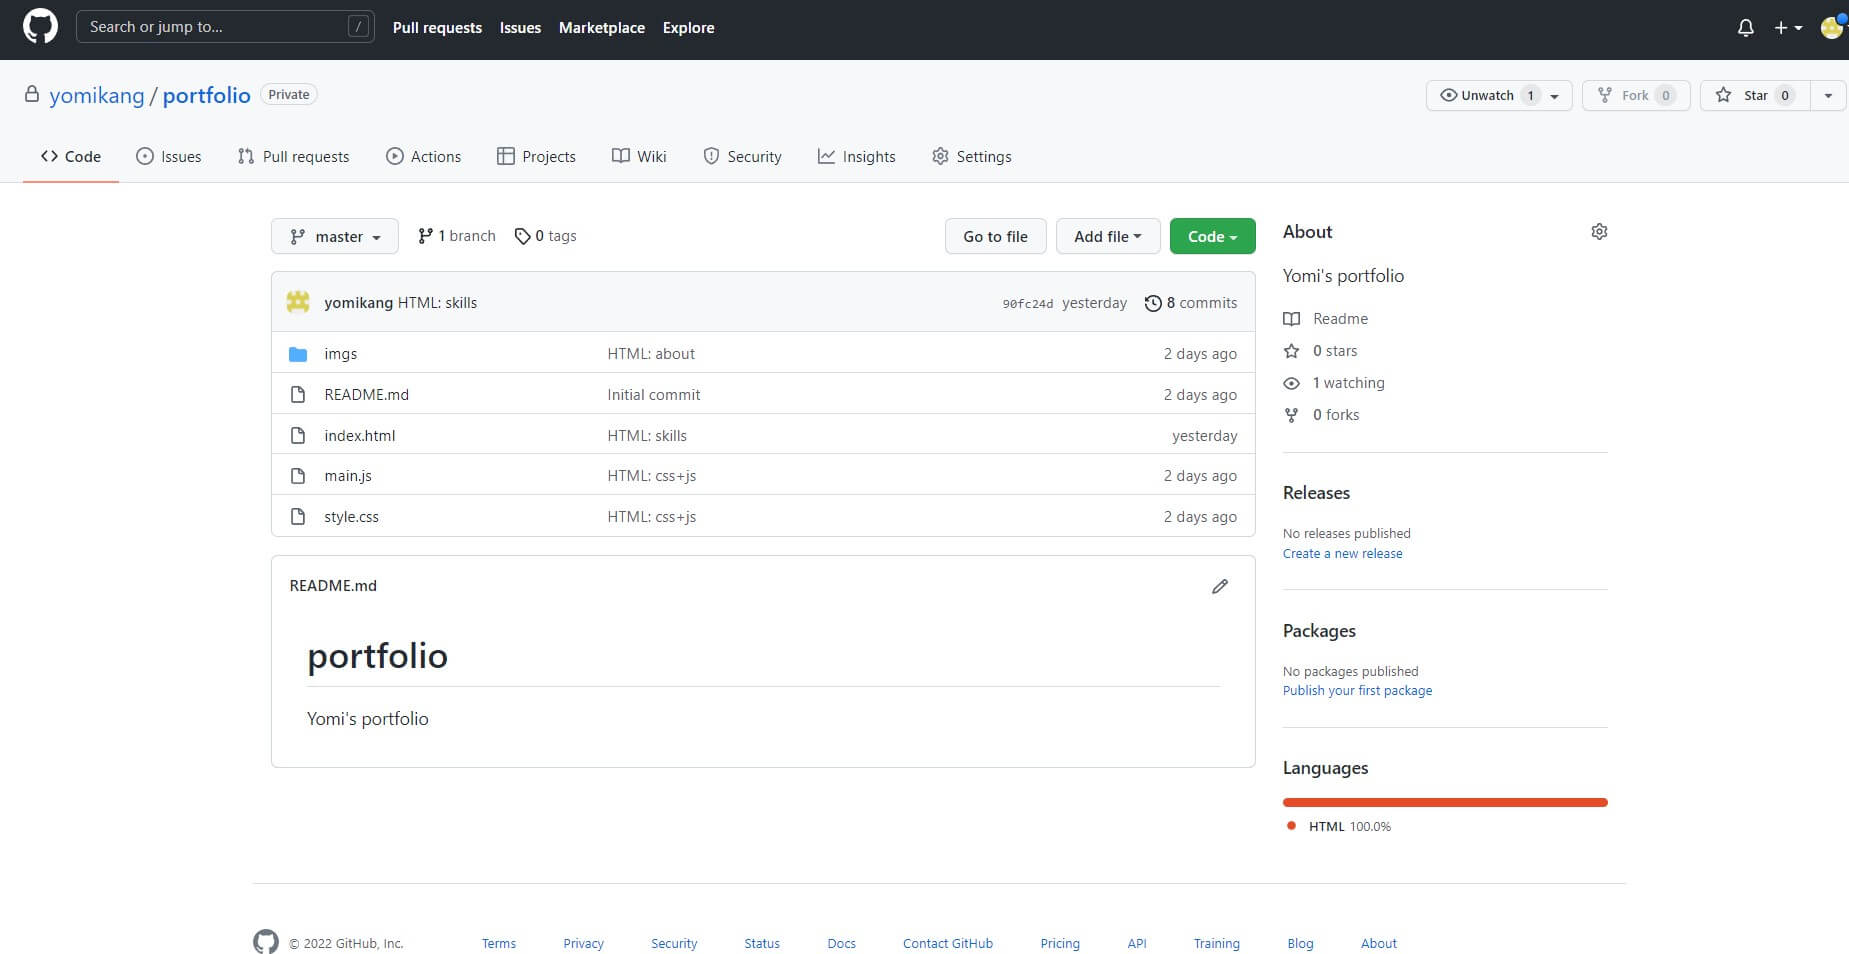 Search or jump to... /
Pull requests Issues Marketplace Explore
yomikang / portfolio Private
Unwatch 1 Fork 0 Star 0
Code Issues Pull requests Actions Projects Wiki Security Insights Settings
master 1 branch 0 tags
Go to file Add file Code
yomikang HTML: skills 90fc24d yesterday 8 commits
imgs HTML: about 2 days ago
README.md Initial commit 2 days ago
index.html HTML: skills yesterday
main.js HTML: css+js 2 days ago
style.css HTML: css+js 2 days ago
README.md
portfolio
Yomi's portfolio
About
Yomi's portfolio
Readme
0 stars
1 watching
0 forks
Releases
No releases published
Create a new release
Packages
No packages published
Publish your first package
Languages
HTML 100.0%
© 2022 GitHub, Inc. Terms Privacy Security Status Docs Contact GitHub Pricing API Training Blog About